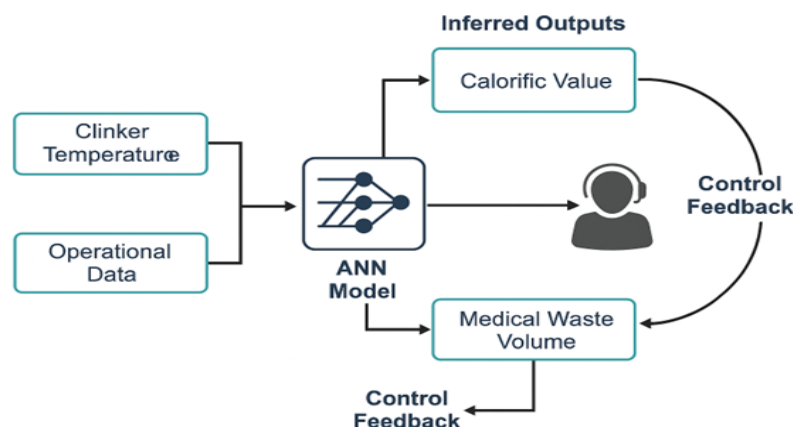 Inferred Outputs
Calorific Value
Clinker
Temperature
Operational
Data
ANN
Model
Control
Feedback
Medical Waste
Volume
Control
Feedback